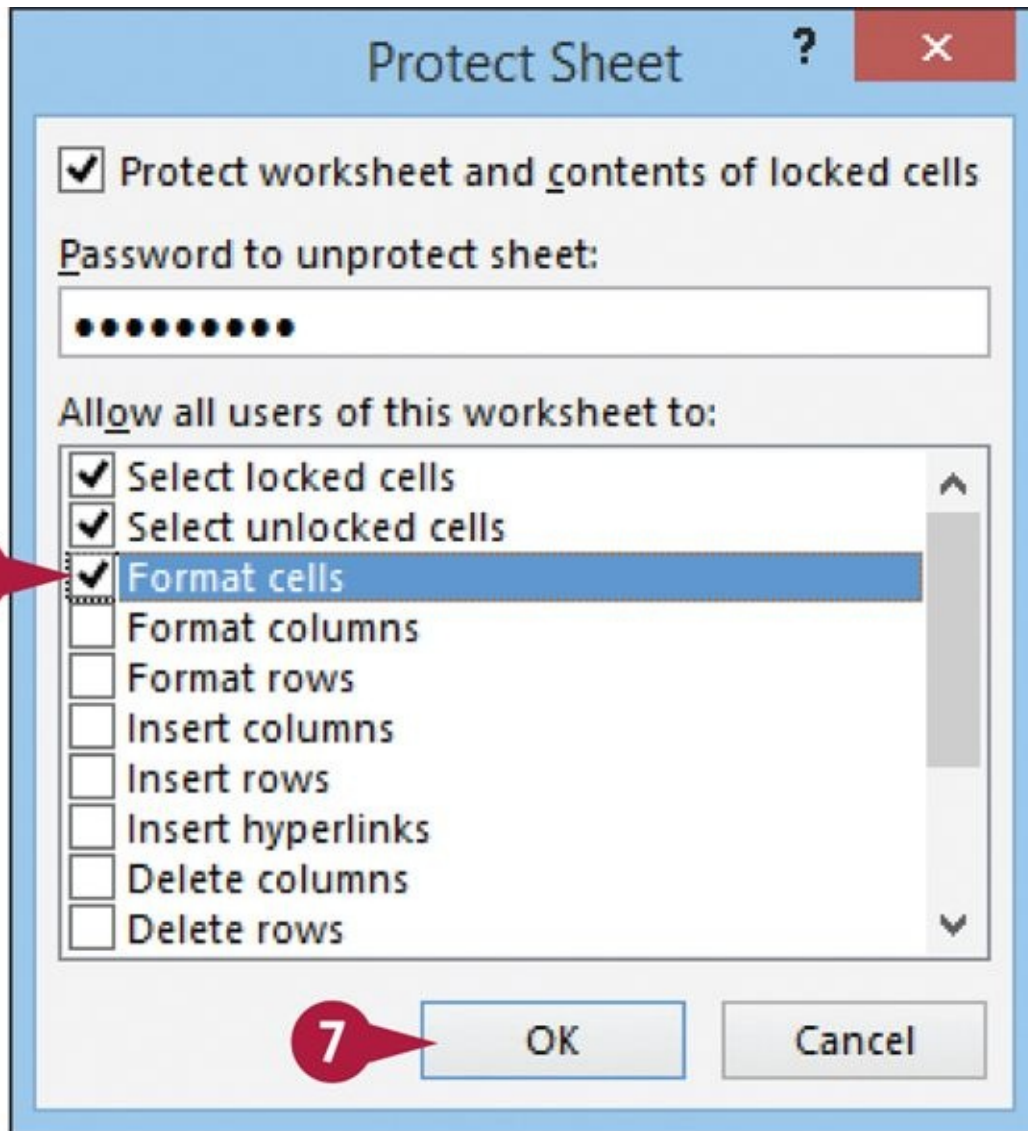 Protect Sheet ?
Protect worksheet and contents of locked cells
Password to unprotect sheet:
•••••••••
Allow all users of this worksheet to:
Select locked cells
Select unlocked cells
Format cells
Format columns
Format rows
Insert columns
Insert rows
Insert hyperlinks
Delete columns
Delete rows
7 OK Cancel